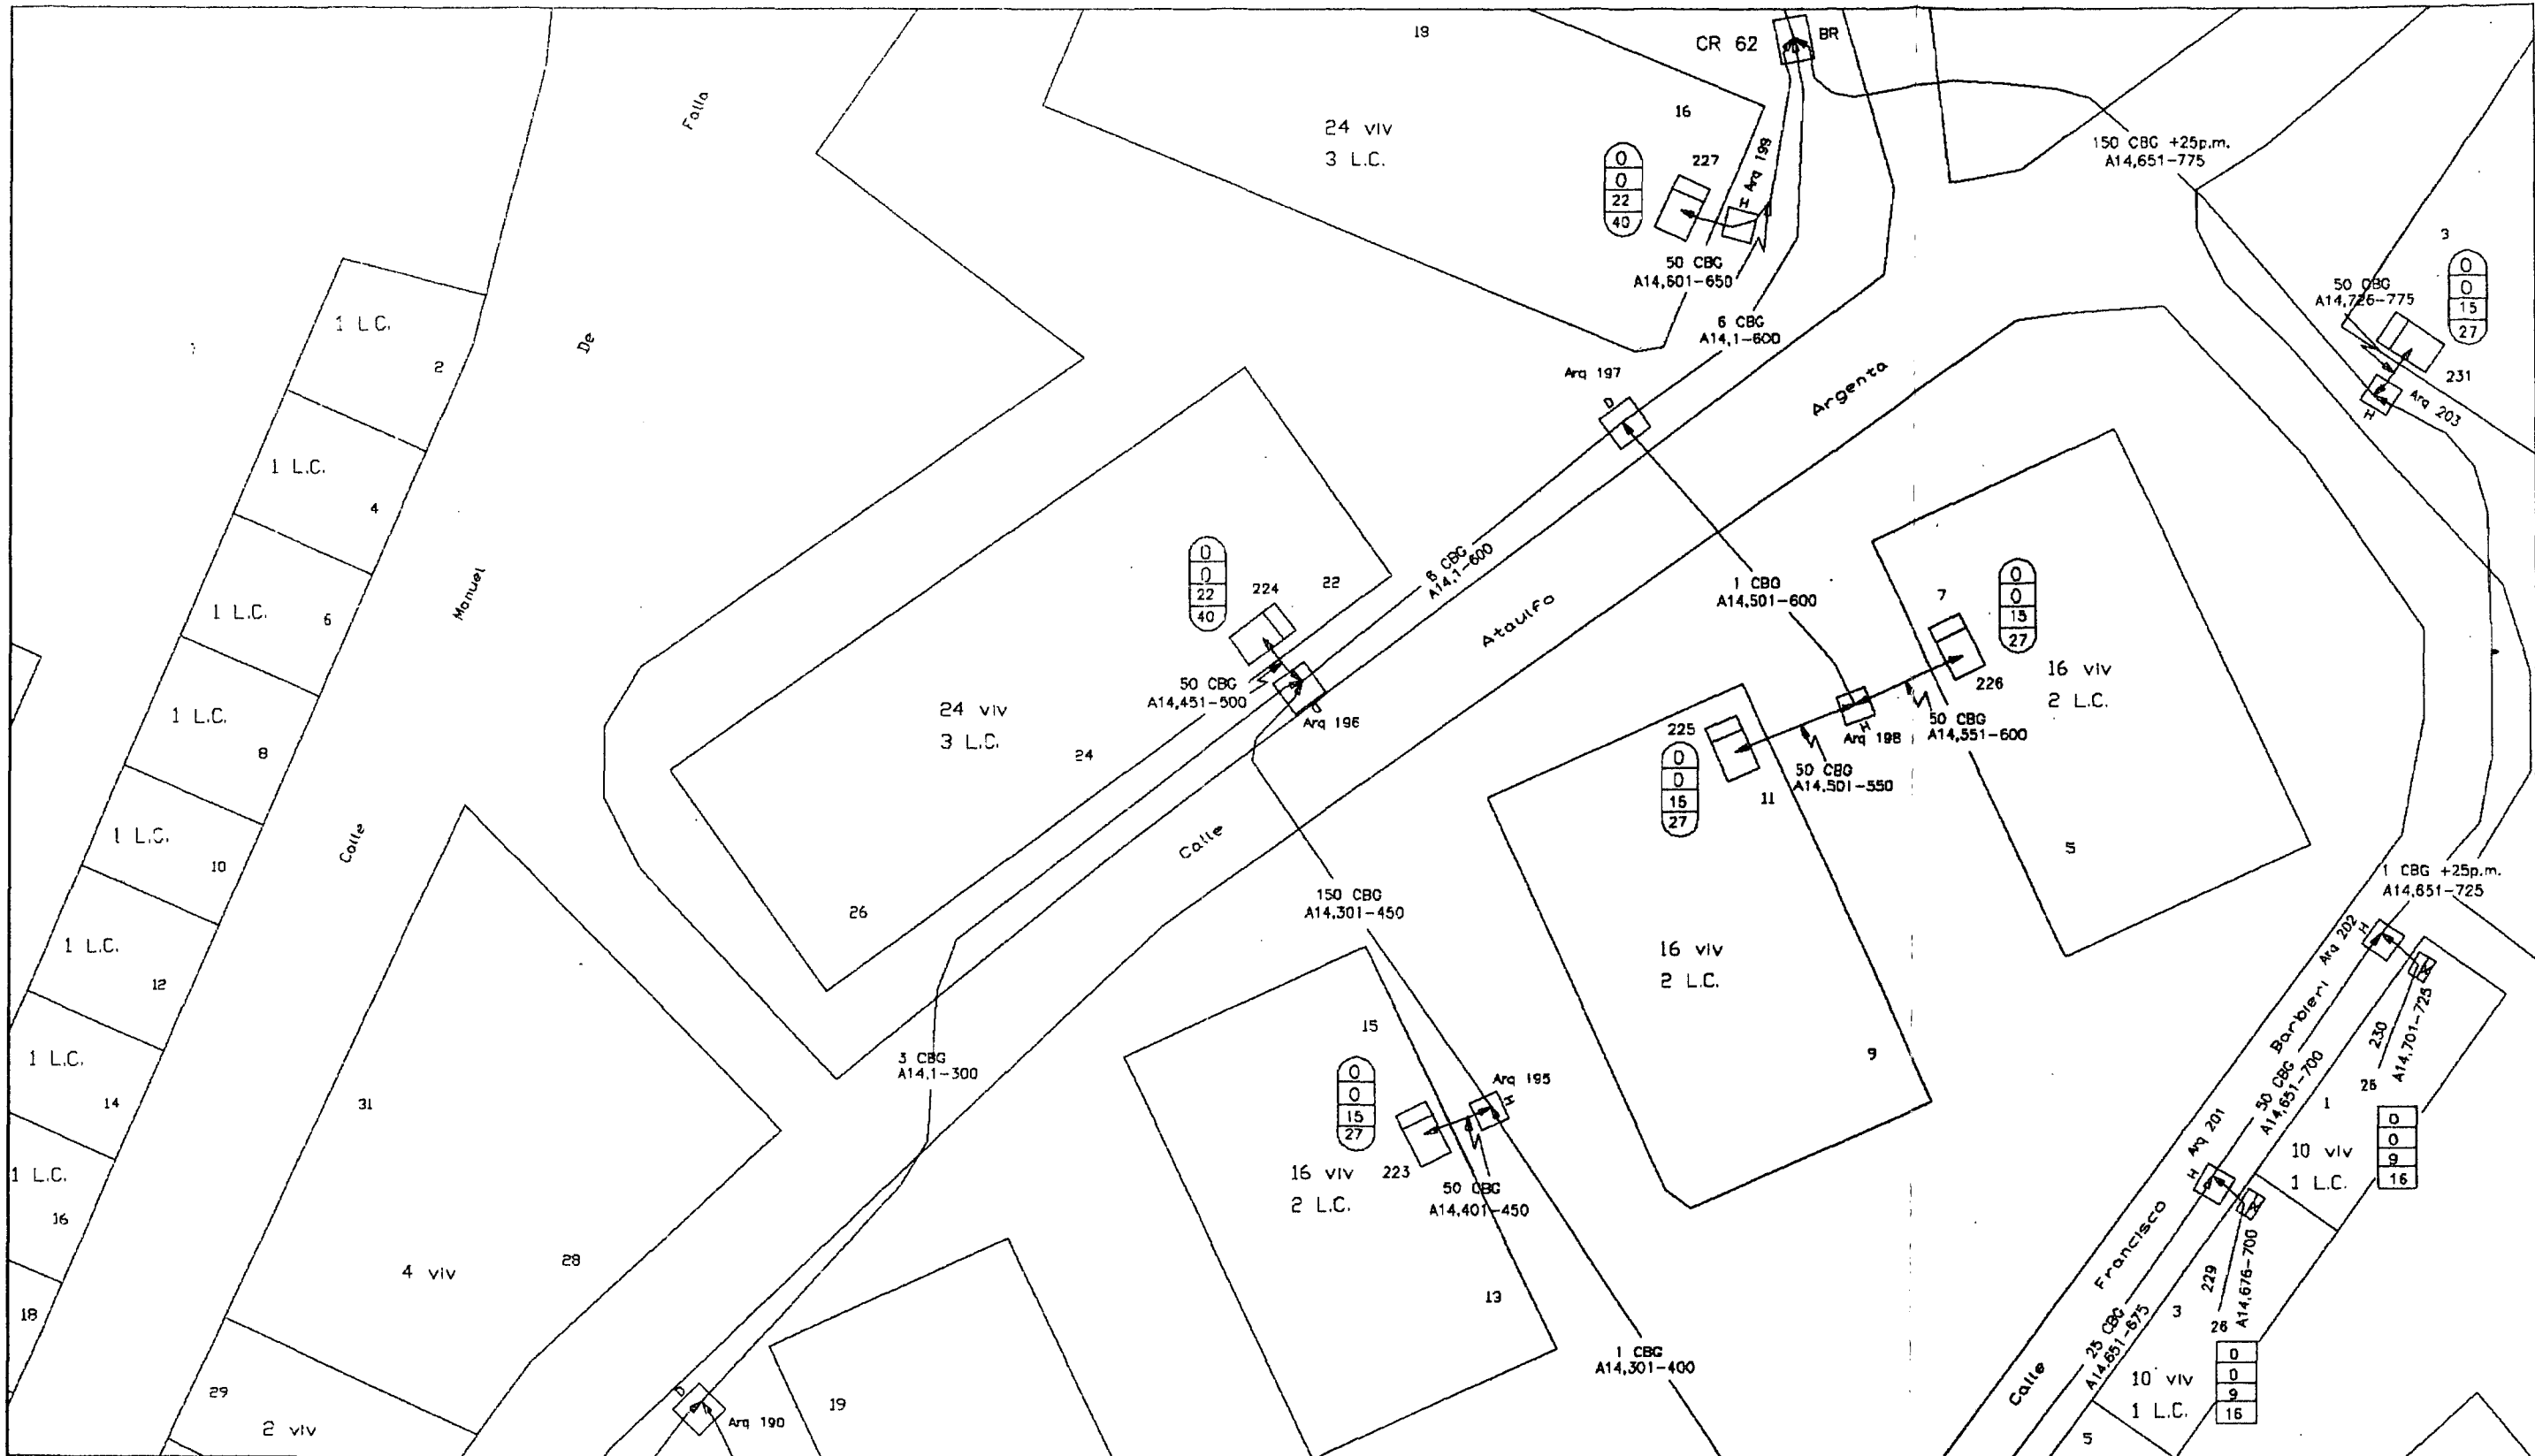 19
CR 62
BR
Falla
16
24 viv
3 L.C.
227
Arq 199
H
0
0
22
40
150 CBG +25p.m.
A14,651-775
50 CBG
A14,601-650
3
0
0
15
27
50 CBG
A14,726-775
231
Arq 203
H
6 CBG
A14,1-600
1 L.C.
2
De
Arq 197
D
Argenta
1 L.C.
4
Manuel
0
0
22
40
224
22
6 CBG
A14,1-600
1 CBG
A14,501-600
7
0
0
15
27
Ataulfo
16 viv
2 L.C.
226
1 L.C.
6
50 CBG
A14,451-500
Arq 196
D
24 viv
3 L.C.
24
225
Arq 198
H
50 CBG
A14,551-600
0
0
15
27
50 CBG
A14,501-550
11
1 L.C.
8
Calle
Calle
5
1 L.C.
10
26
150 CBG
A14,301-450
1 CBG +25p.m.
A14,651-725
Arq 202
H
1 L.C.
12
16 viv
2 L.C.
15
3 CBG
A14,1-300
9
Barbieri
50 CBG
A14,651-700
230
A14,701-725
26
1
1 L.C.
14
31
0
0
15
27
Arq 195
H
Arq 201
H
0
0
9
16
10 viv
1 L.C.
16 viv
2 L.C.
223
50 CBG
A14,401-450
1 L.C.
16
4 viv
28
13
Francisco
229
A14,676-700
3
26
18
1 CBG
A14,301-400
25 CBG
A14,651-675
0
0
9
16
10 viv
1 L.C.
Calle
29
2 viv
D
Arq 190
19
5